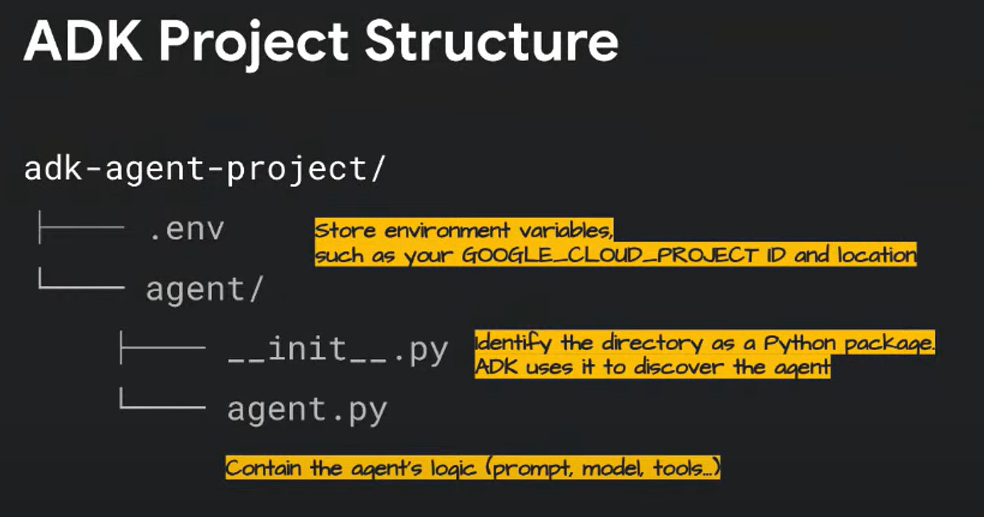 ADK Project Structure
adk-agent-project/
├── .env
Store environment variables,
such as your GOOGLE_CLOUD_PROJECT ID and location
└── agent/
├── __init__.py
Identify the directory as a Python package.
ADK uses it to discover the agent
└── agent.py
Contain the agent's logic (prompt, model, tools...)